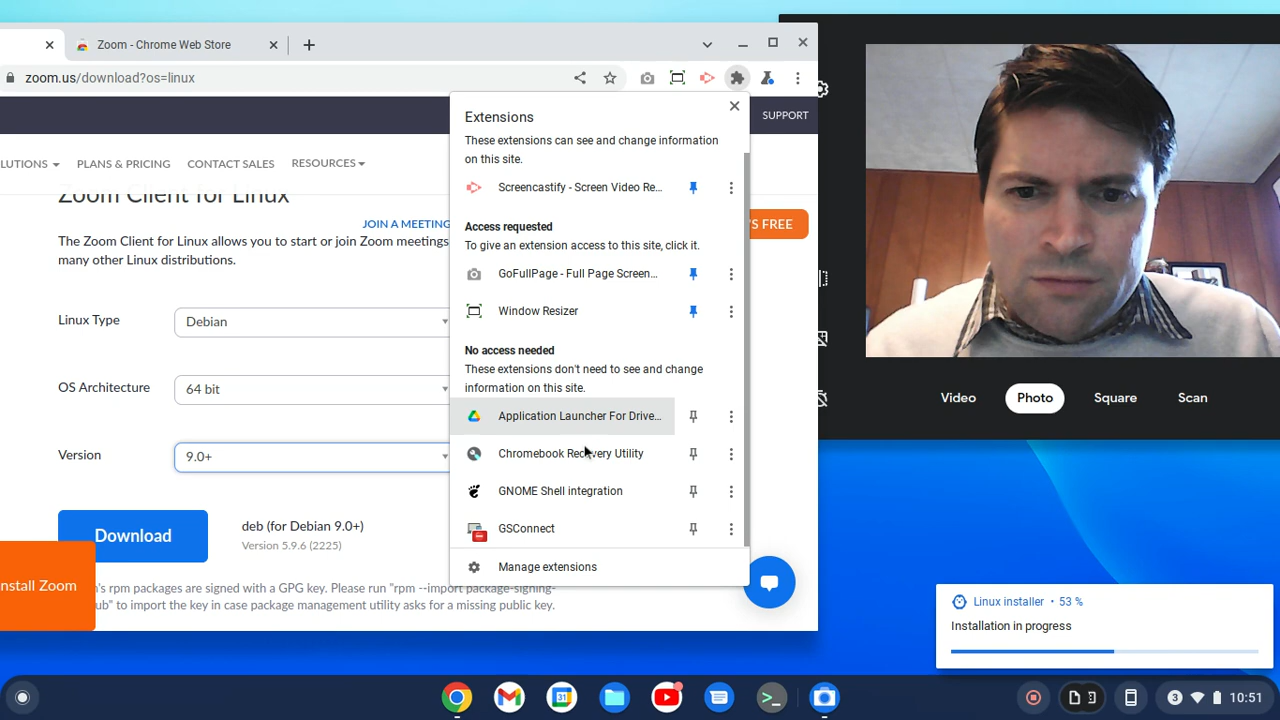 Zoom - Chrome Web Store
zoom.us/download?os=linux
SUPPORT
LUTIONS
PLANS & PRICING
CONTACT SALES
RESOURCES
Zoom Client for Linux
JOIN A MEETING
S FREE
The Zoom Client for Linux allows you to start or join Zoom meetings
many other Linux distributions.
Linux Type
Debian
OS Architecture
64 bit
Version
9.0+
Download
deb (for Debian 9.0+)
Version 5.9.6 (2225)
nstall Zoom
's rpm packages are signed with a GPG key. Please run "rpm --import package-signing-
ub" to import the key in case package management utility asks for a missing public key.
Extensions
These extensions can see and change information
on this site.
Screencastify - Screen Video Re...
Access requested
To give an extension access to this site, click it.
GoFullPage - Full Page Screen...
Window Resizer
No access needed
These extensions don't need to see and change
information on this site.
Application Launcher For Drive...
Chromebook Recovery Utility
GNOME Shell integration
GSConnect
Manage extensions
Video
Photo
Square
Scan
Linux installer • 53 %
Installation in progress
3
10:51